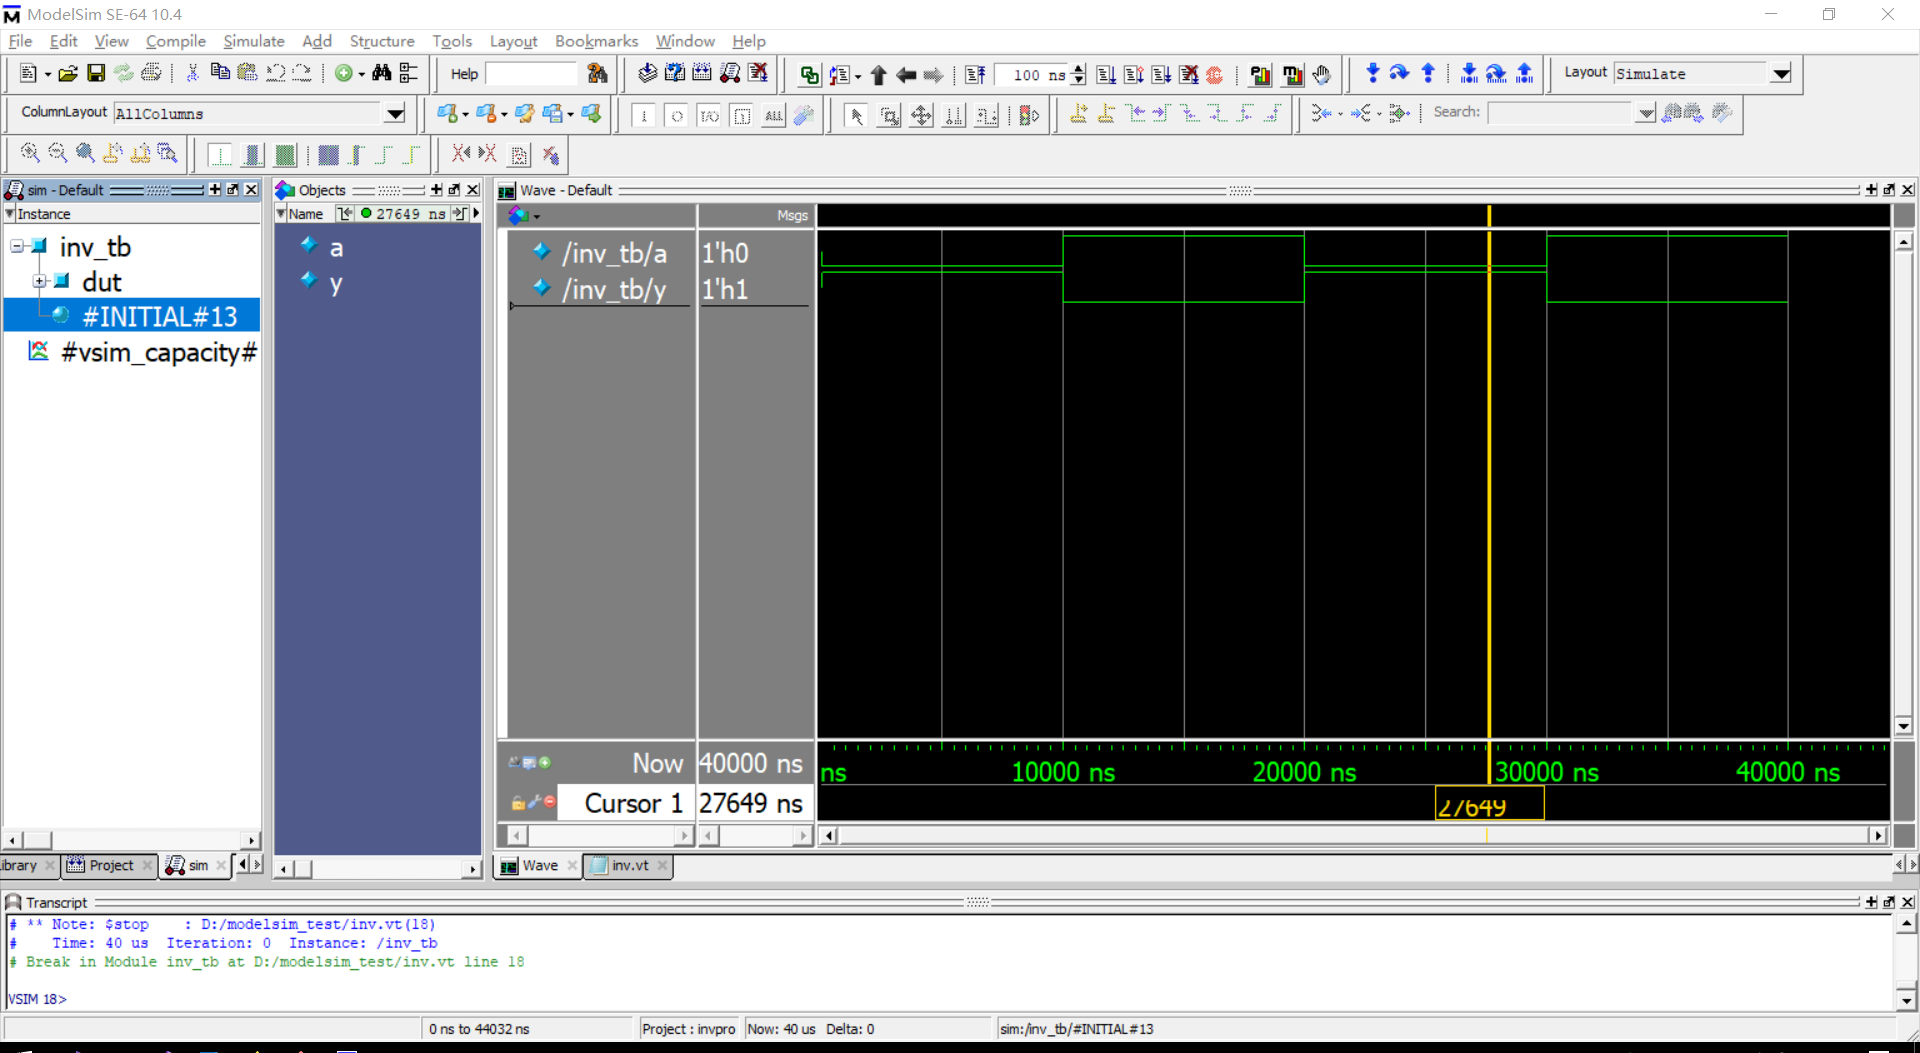 ModelSim SE-64 10.4
File Edit View Compile Simulate Add Structure Tools Layout Bookmarks Window Help
Help 100 ns Layout Simulate
ColumnLayout AllColumns ALL Search:
sim - Default Objects Wave - Default
Instance Name 27649 ns Msgs
inv_tb a /inv_tb/a 1'h0
dut y /inv_tb/y 1'h1
#INITIAL#13
#vsim_capacity#
Now 40000 ns ns 10000 ns 20000 ns 30000 ns 40000 ns
Cursor 1 27649 ns 27649
ibrary Project sim Wave inv.vt
Transcript
# ** Note: $stop : D:/modelsim_test/inv.vt(18)
# Time: 40 us Iteration: 0 Instance: /inv_tb
# Break in Module inv_tb at D:/modelsim_test/inv.vt line 18
VSIM 18>
0 ns to 44032 ns Project : invpro Now: 40 us Delta: 0 sim:/inv_tb/#INITIAL#13